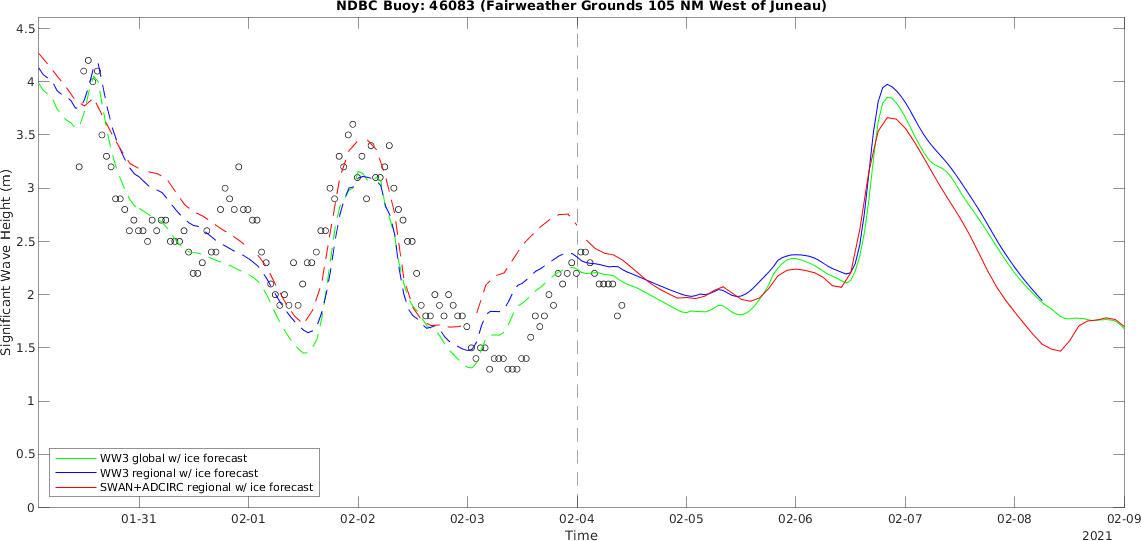 NDBC Buoy: 46083 (Fairweather Grounds 105 NM West of Juneau)
4.5
4
3.5
3
2.5
2
1.5
1
0.5
0
Significant Wave Height (m)
WW3 global w/ ice forecast
WW3 regional w/ ice forecast
SWAN+ADCIRC regional w/ ice forecast
01-31 02-01 02-02 02-03 02-04 02-05 02-06 02-07 02-08 02-09
Time
2021